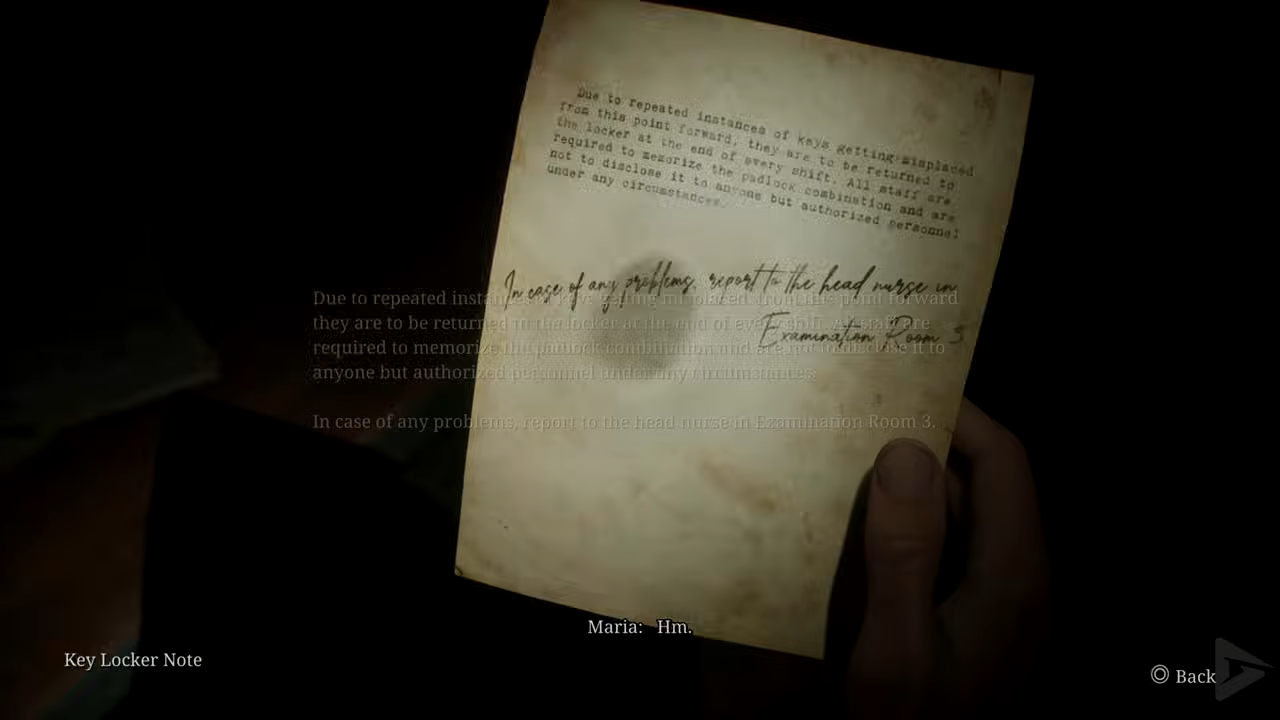 Due to repeated instances of keys getting misplaced
from this point forward, they are to be returned to
the locker at the end of every shift. All staff are
required to memorize the padlock combination and are
not to disclose it to anyone but authorized personnel
under any circumstances.
In case of any problems, report to the head nurse in
Examination Room 3
Due to repeated instances of keys getting misplaced, from this point forward
they are to be returned to the locker at the end of every shift. All staff are
required to memorize the padlock combination and are not to disclose it to
anyone but authorized personnel under any circumstances.
In case of any problems, report to the head nurse in Examination Room 3.
Maria: Hm.
Key Locker Note
Back